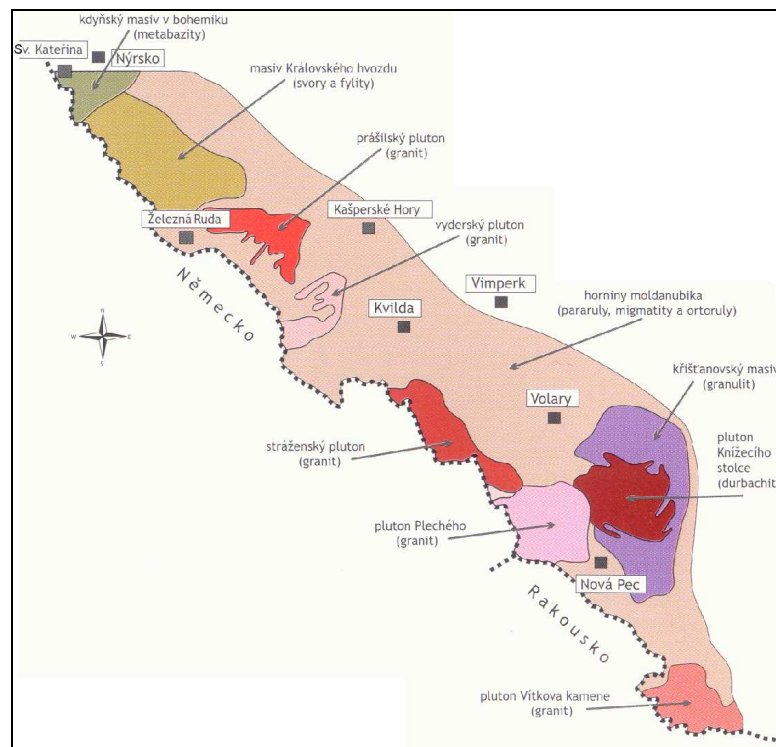 kdyňský masiv v bohemiku
(metabazity)
Sv. Kateřina
Nýrsko
masiv Královského hvozdu
(svory a fylity)
prášilský pluton
(granit)
Železná Ruda
Kašperské Hory
vyderský pluton
(granit)
Německo
Vimperk
Kvilda
horniny moldanubika
(pararuly, migmatity a ortoruly)
N
W
E
S
křišťanovský masiv
(granulit)
Volary
stráženský pluton
(granit)
pluton
Knížecího
stolce
(durbachit
pluton Plechého
(granit)
Nová Pec
Rakousko
pluton Vítkova kamene
(granit)